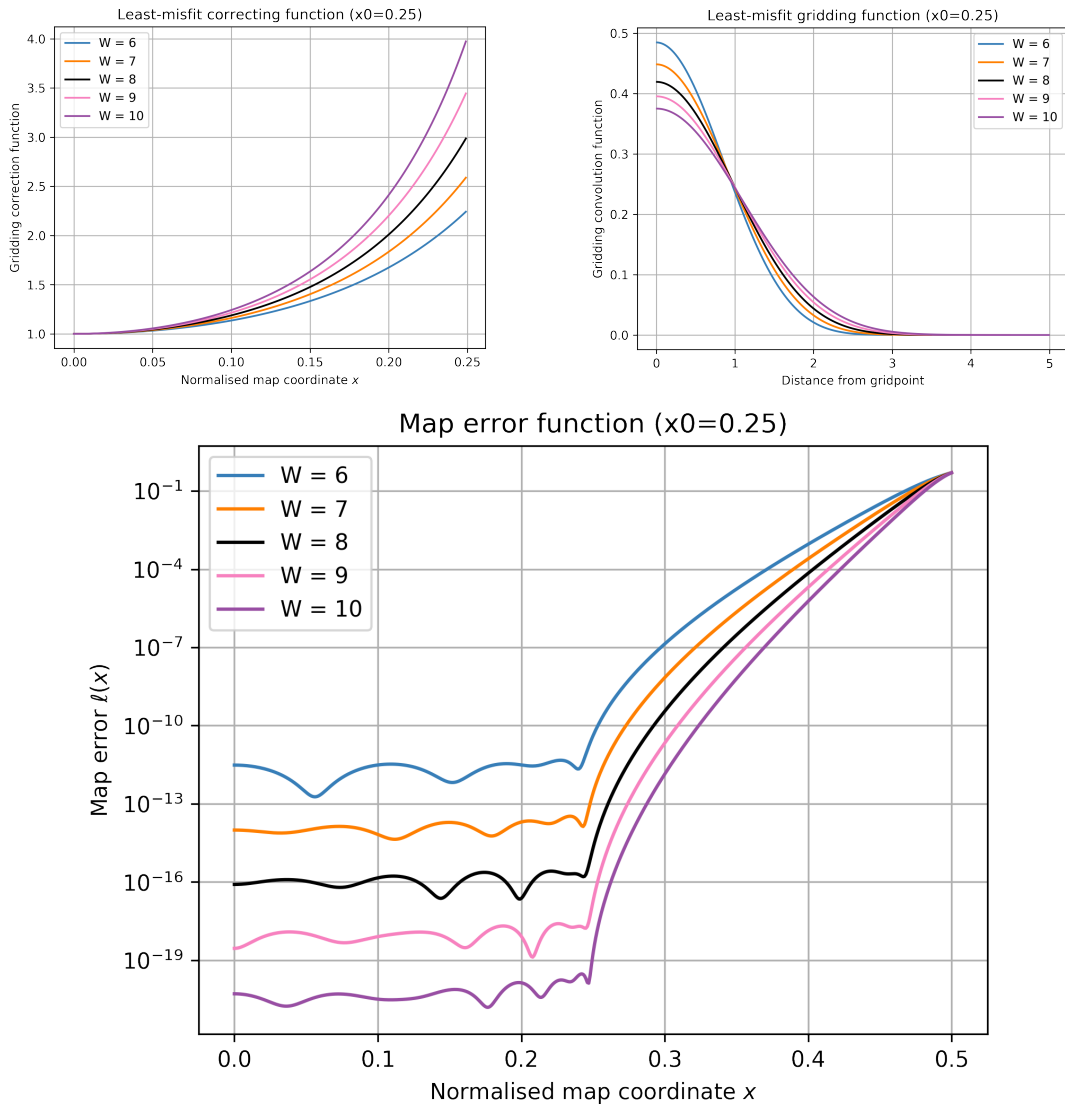 Least-misfit correcting function (x0=0.25)
4.0
3.5
3.0
2.5
2.0
1.5
1.0
W = 6
W = 7
W = 8
W = 9
W = 10
Gridding correction function
0.00 0.05 0.10 0.15 0.20 0.25
Normalised map coordinate x
Least-misfit gridding function (x0=0.25)
0.5
0.4
0.3
0.2
0.1
0.0
W = 6
W = 7
W = 8
W = 9
W = 10
Gridding convolution function
0 1 2 3 4 5
Distance from gridpoint
Map error function (x0=0.25)
W = 6
W = 7
W = 8
W = 9
W = 10
10⁻¹
10⁻⁴
10⁻⁷
10⁻¹⁰
10⁻¹³
10⁻¹⁶
10⁻¹⁹
Map error ℓ(x)
0.0 0.1 0.2 0.3 0.4 0.5
Normalised map coordinate x